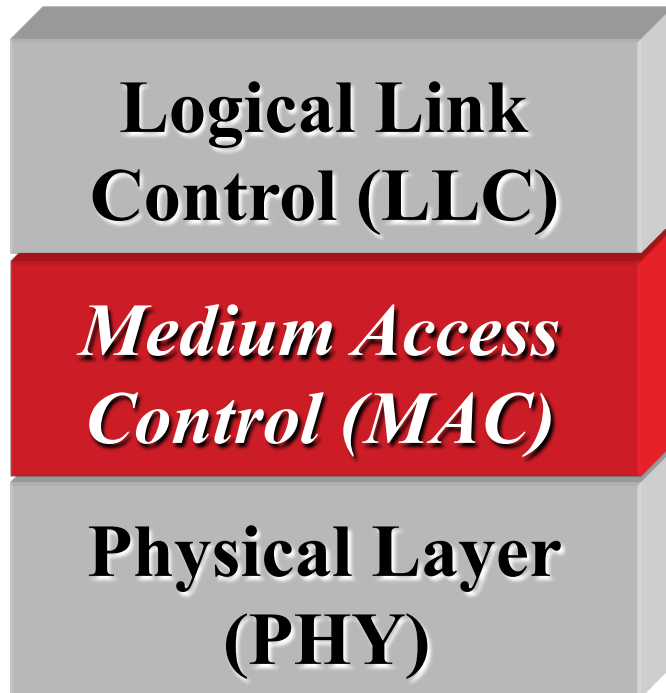 Logical Link
Control (LLC)
Medium Access
Control (MAC)
Physical Layer
(PHY)